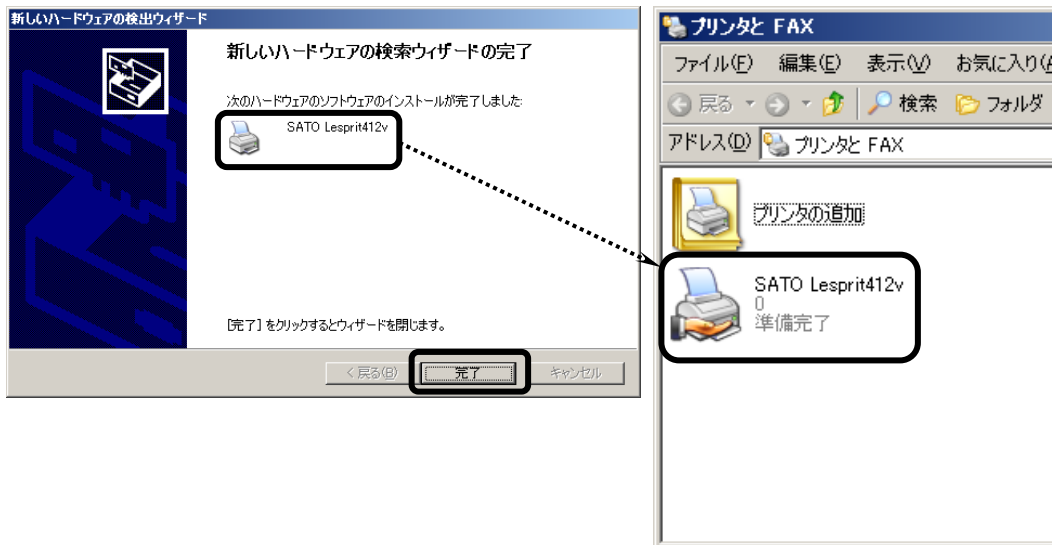 新しいハードウェアの検出ウィザード
新しいハードウェアの検索ウィザードの完了
次のハードウェアのソフトウェアのインストールが完了しました:
SATO Lesprit412v
[完了] をクリックするとウィザードを閉じます。
< 戻る(B)
完了
キャンセル
プリンタと FAX
ファイル(F) 編集(E) 表示(V) お気に入り(A
戻る 検索 フォルダ
アドレス(D) プリンタと FAX
プリンタの追加
SATO Lesprit412v
0
準備完了